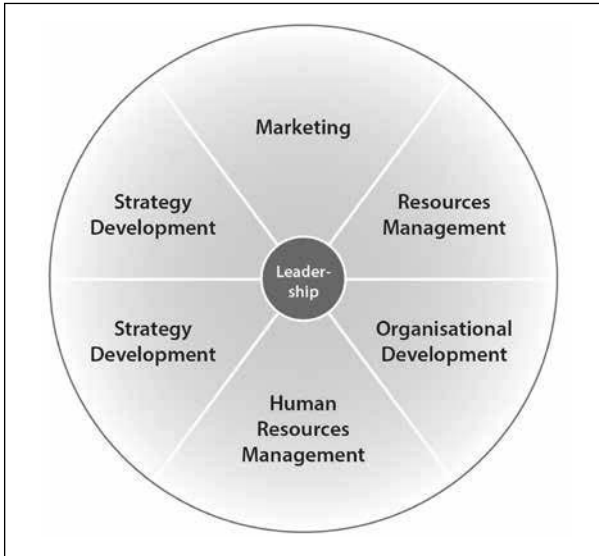 Marketing
Strategy
Development
Resources
Management
Leader-
ship
Strategy
Development
Organisational
Development
Human
Resources
Management